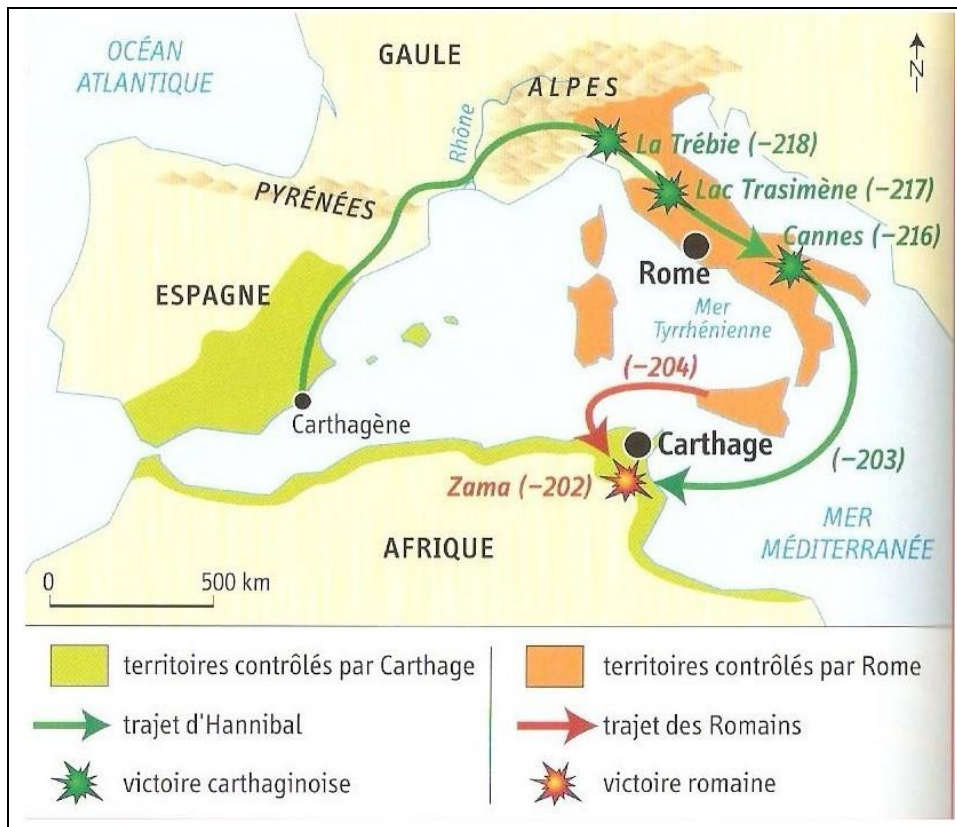 OCÉAN
ATLANTIQUE
GAULE
N
ALPES
Rhône
La Trébie (–218)
PYRÉNÉES
Lac Trasimène (–217)
Cannes (–216)
Rome
ESPAGNE
Mer
Tyrrhénienne
(–204)
Carthagène
Carthage
(–203)
Zama (–202)
MER
MÉDITERRANÉE
AFRIQUE
0 500 km
territoires contrôlés par Carthage
trajet d'Hannibal
victoire carthaginoise
territoires contrôlés par Rome
trajet des Romains
victoire romaine